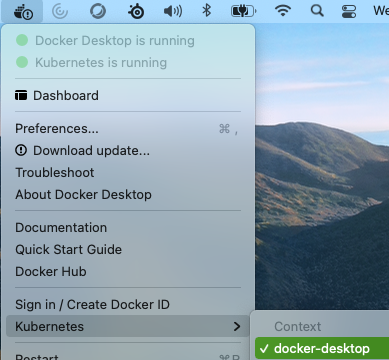 We
Docker Desktop is running
Kubernetes is running
Dashboard
Preferences... ⌘ ,
Download update...
Troubleshoot
About Docker Desktop
Documentation
Quick Start Guide
Docker Hub
Sign in / Create Docker ID
Kubernetes
Context
✓ docker-desktop
Restart ⌘R